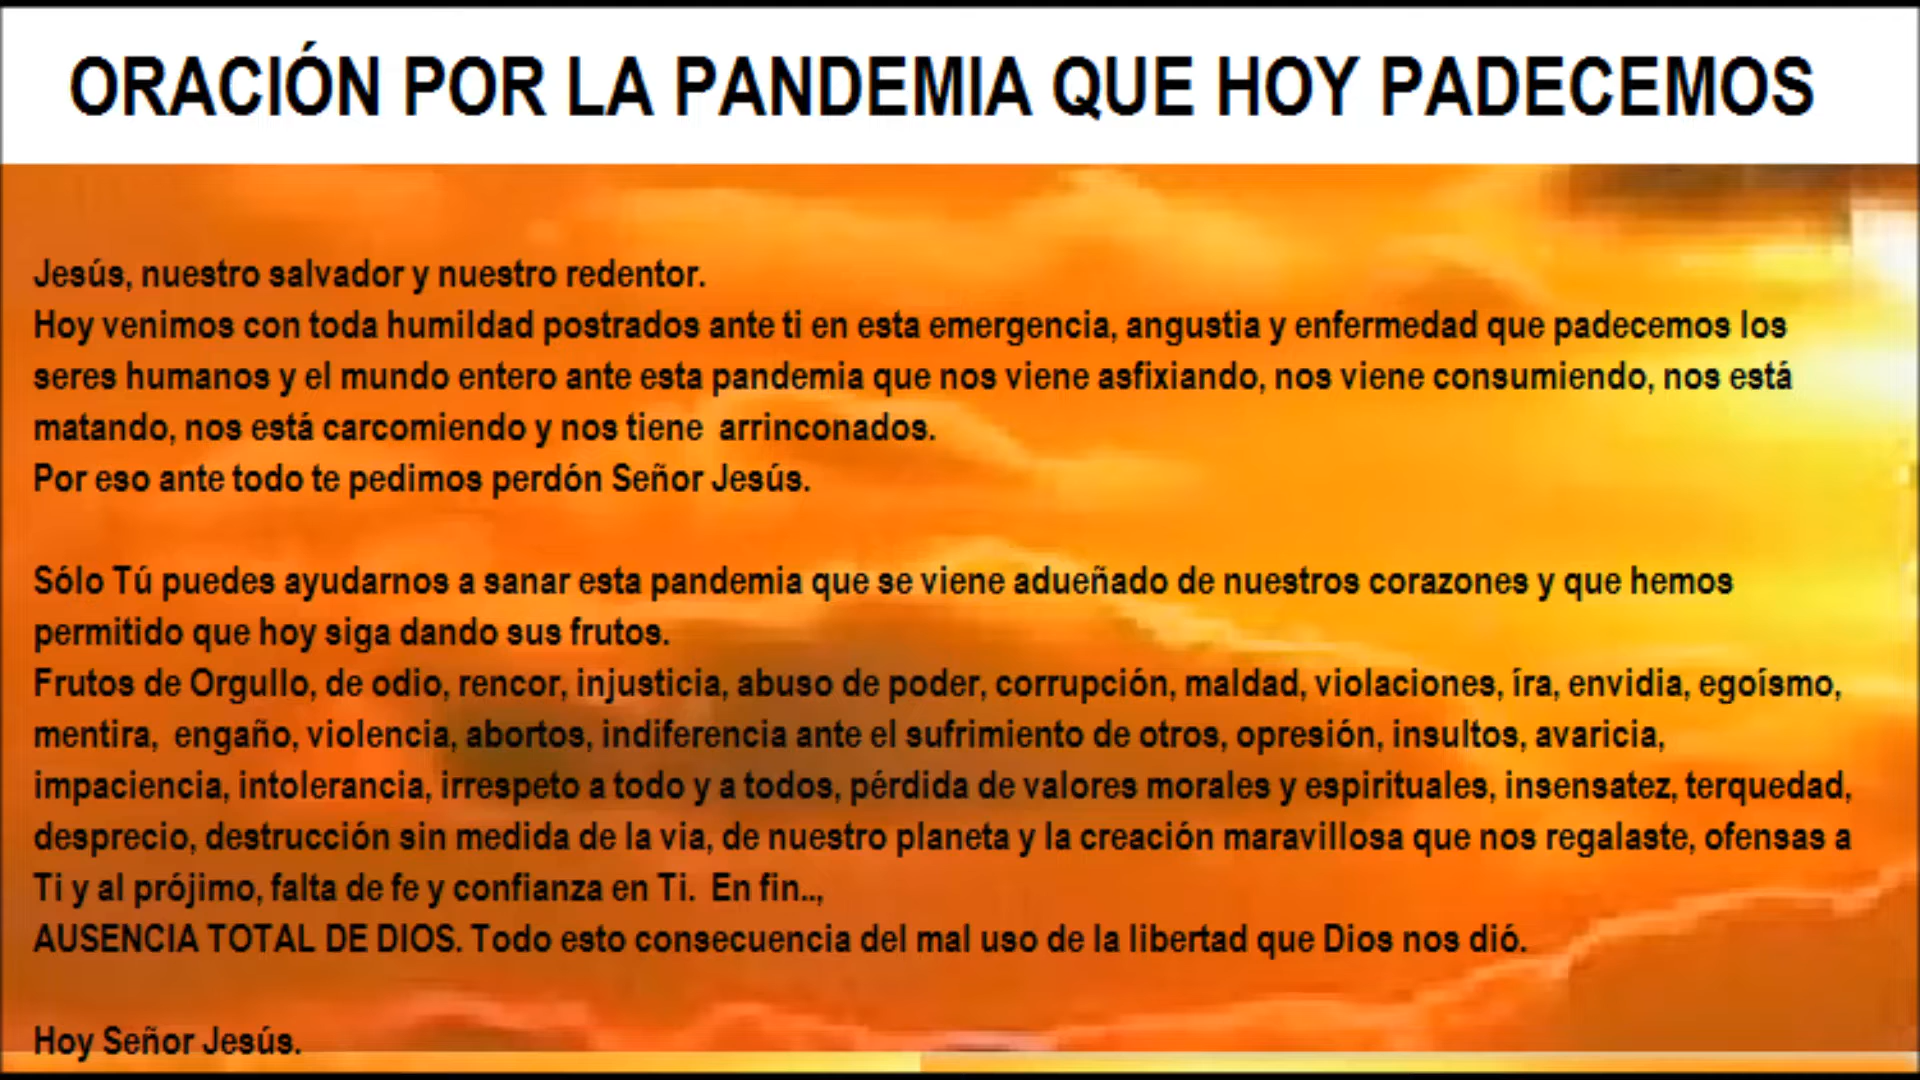 ORACIÓN POR LA PANDEMIA QUE HOY PADECEMOS
Jesús, nuestro salvador y nuestro redentor.
Hoy venimos con toda humildad postrados ante ti en esta emergencia, angustia y enfermedad que padecemos los
seres humanos y el mundo entero ante esta pandemia que nos viene asfixiando, nos viene consumiendo, nos está
matando, nos está carcomiendo y nos tiene  arrinconados.
Por eso ante todo te pedimos perdón Señor Jesús.
Sólo Tú puedes ayudarnos a sanar esta pandemia que se viene adueñado de nuestros corazones y que hemos
permitido que hoy siga dando sus frutos.
Frutos de Orgullo, de odio, rencor, injusticia, abuso de poder, corrupción, maldad, violaciones, íra, envidia, egoísmo,
mentira,  engaño, violencia, abortos, indiferencia ante el sufrimiento de otros, opresión, insultos, avaricia,
impaciencia, intolerancia, irrespeto a todo y a todos, pérdida de valores morales y espirituales, insensatez, terquedad,
desprecio, destrucción sin medida de la via, de nuestro planeta y la creación maravillosa que nos regalaste, ofensas a
Ti y al prójimo, falta de fe y confianza en Ti.  En fin..,
AUSENCIA TOTAL DE DIOS. Todo esto consecuencia del mal uso de la libertad que Dios nos dió.
Hoy Señor Jesús.